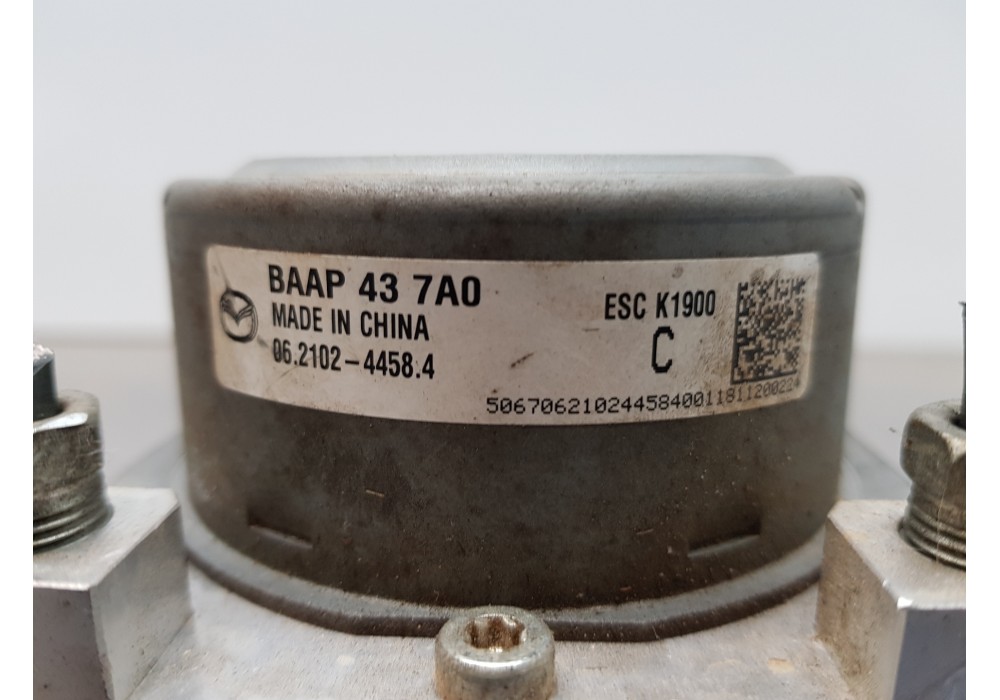 BAAP 43 7A0
MADE IN CHINA
06.2102-4458.4
ESC K1900
C
5067062102445840011811200224